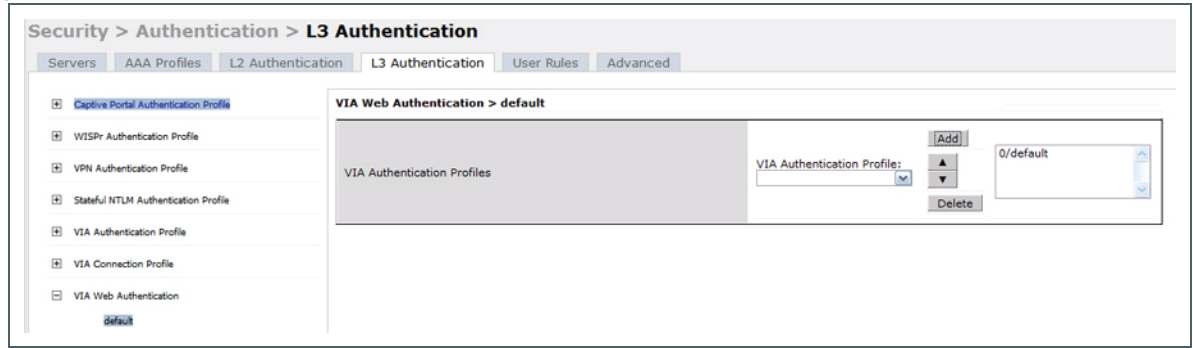 Security > Authentication > L3 Authentication
Servers AAA Profiles L2 Authentication L3 Authentication User Rules Advanced
Captive Portal Authentication Profile
WISPr Authentication Profile
VPN Authentication Profile
Stateful NTLM Authentication Profile
VIA Authentication Profile
VIA Connection Profile
VIA Web Authentication
default
VIA Web Authentication > default
VIA Authentication Profiles
VIA Authentication Profile:
Add
Delete
0/default